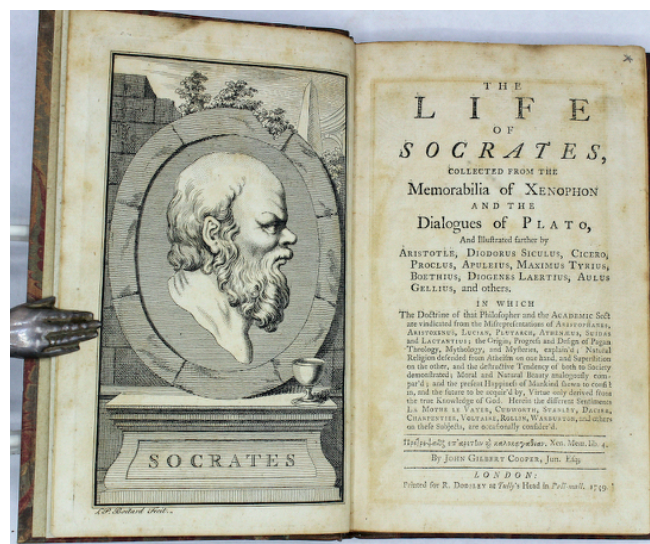 SOCRATES
L.P. Boitard Fecit.
THE
LIFE
OF
SOCRATES,
COLLECTED FROM THE
Memorabilia of XENOPHON
AND THE
Dialogues of PLATO,
And Illustrated farther by
ARISTOTLE, DIODORUS SICULUS, CICERO,
PROCLUS, APULEIUS, MAXIMUS TYRIUS,
BOETHIUS, DIOGENES LAERTIUS, AULUS
GELLIUS, and others.
IN WHICH
The Doctrine of that Philosopher and the ACADEMIC Sect
are vindicated from the Misrepresentations of ARISTOPHANES,
ARISTOXENUS, LUCIAN, PLUTARCH, ATHENÆUS, SUIDAS
and LACTANTIUS; the Origin, Progress and Design of Pagan
Theology, Mythology, and Mysteries, explain'd; Natural
Religion defended from Atheism on one hand, and Superstition
on the other, and the destructive Tendency of both to Society
demonstrated; Moral and Natural Beauty analogously com-
par'd; and the present Happiness of Mankind shewn to consist
in, and the future to be acquir'd by, Virtue only derived from
the true Knowledge of God. Herein the different Sentiments
LA MOTHE LE VAYER, CUDWORTH, STANLEY, DACIER,
CHARPENTIER, VOLTAIRE, ROLLIN, WARBURTON, and others
on these Subjects, are occasionally consider'd.
Xen. Mem. lib. 4.
By JOHN GILBERT COOPER, Jun. Esq;
LONDON:
Printed for R. DODSLEY at Tully's Head in Pall-mall. 1749.